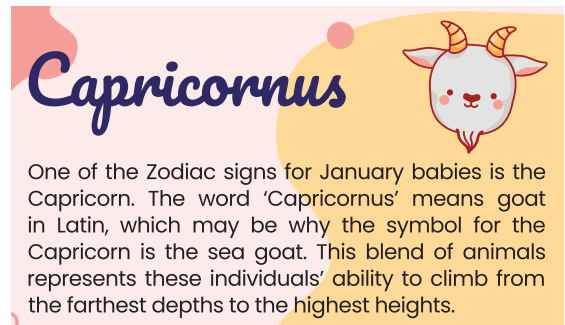 Capricornus
One of the Zodiac signs for January babies is the
Capricorn. The word ‘Capricornus’ means goat
in Latin, which may be why the symbol for the
Capricorn is the sea goat. This blend of animals
represents these individuals’ ability to climb from
the farthest depths to the highest heights.